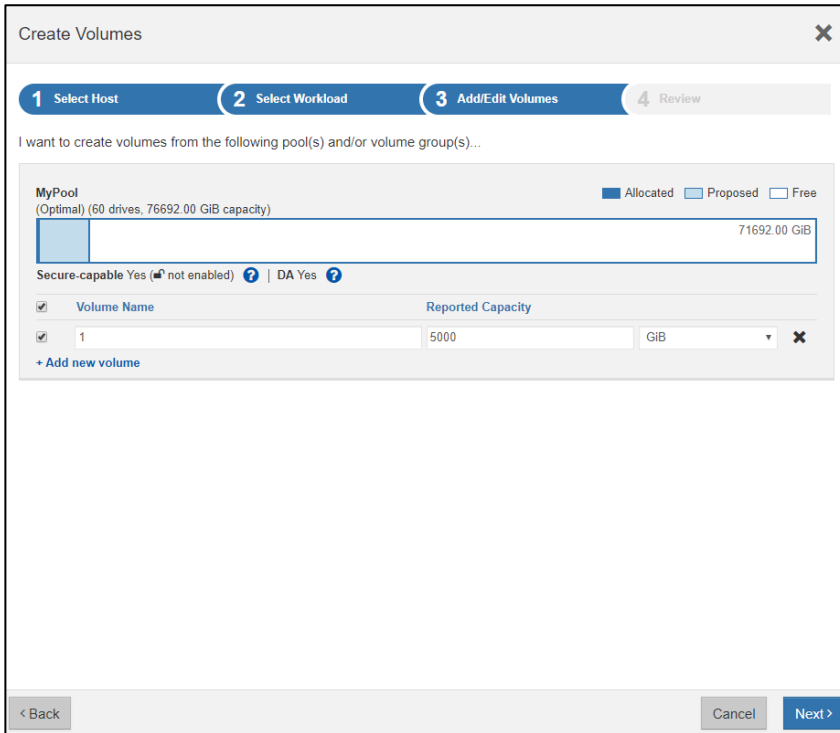 Create Volumes
1 Select Host 2 Select Workload 3 Add/Edit Volumes 4 Review
I want to create volumes from the following pool(s) and/or volume group(s)...
MyPool Allocated Proposed Free
(Optimal) (60 drives, 76692.00 GiB capacity)
71692.00 GiB
Secure-capable Yes ( not enabled) ? | DA Yes ?
Volume Name Reported Capacity
1 5000 GiB
+ Add new volume
< Back Cancel Next >